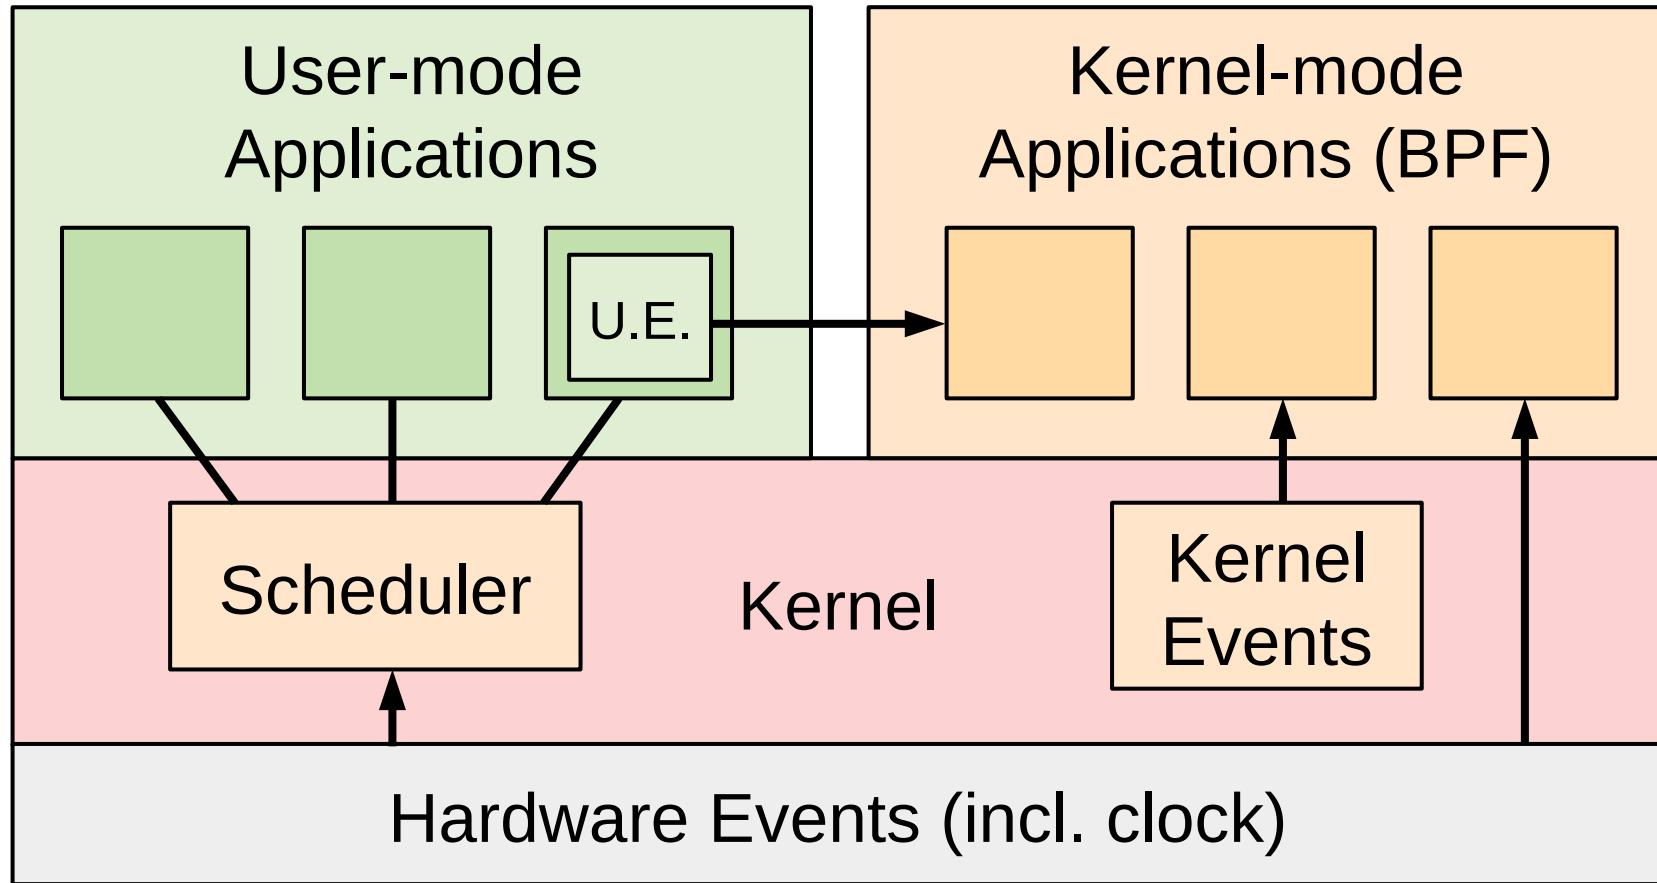 User-mode
Applications
Kernel-mode
Applications (BPF)
U.E.
Scheduler
Kernel
Kernel
Events
Hardware Events (incl. clock)